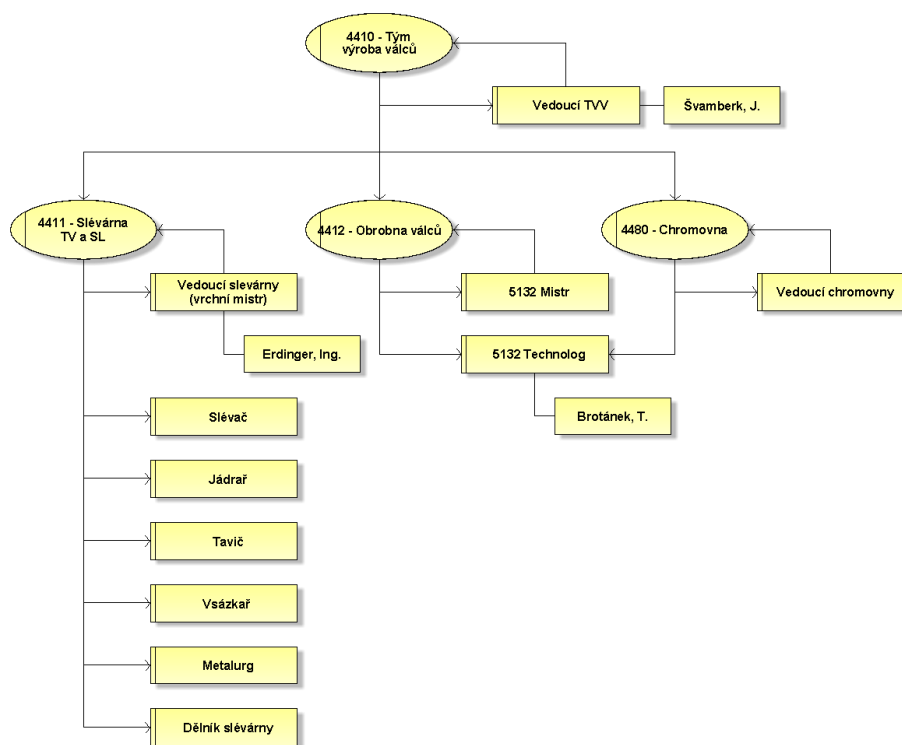 4410 - Tým
výroba válců
Vedoucí TVV
Švamberk, J.
4411 - Slévárna
TV a SL
4412 - Obrobna válců
4480 - Chromovna
Vedoucí slevárny
(vrchní mistr)
5132 Mistr
Vedoucí chromovny
Erdinger, Ing.
5132 Technolog
Slévač
Brotánek, T.
Jádrař
Tavič
Vsázkař
Metalurg
Dělník slévárny